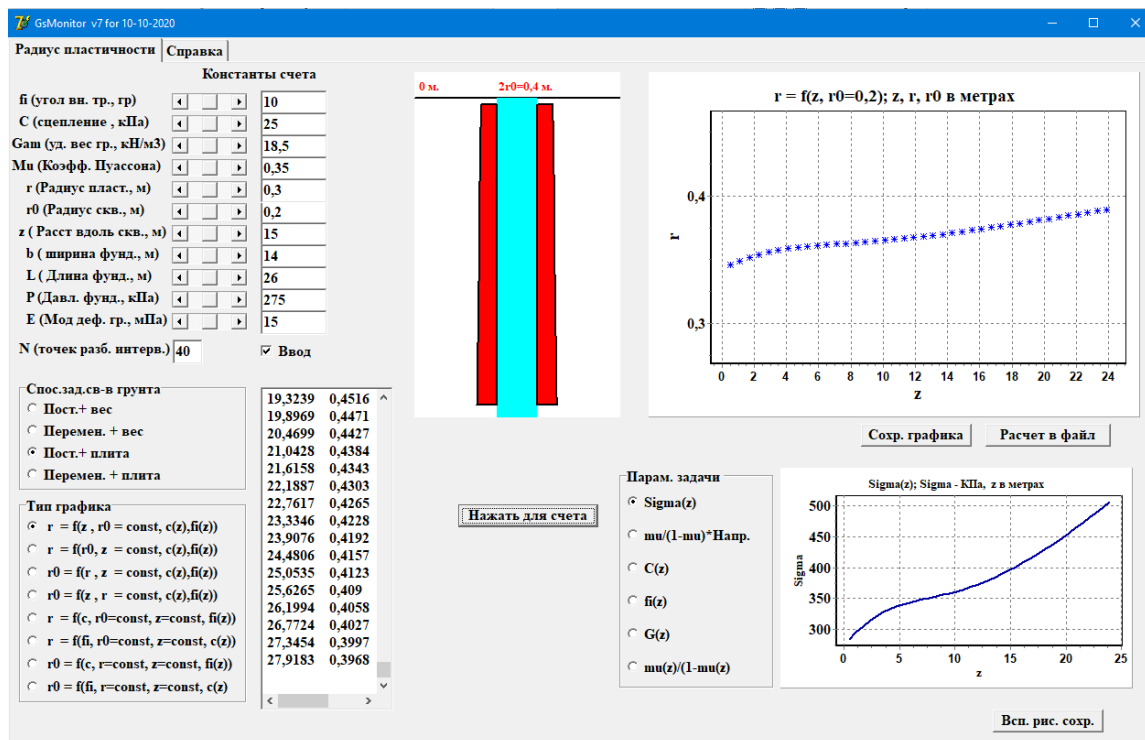 GsMonitor v7 for 10-10-2020
Радиус пластичности Справка
Константы счета
fi (угол вн. тр., гр) 10
С (сцепление , кПа) 25
Gam (уд. вес гр., кН/м3) 18,5
Mu (Коэфф. Пуассона) 0,35
r (Радиус пласт., м) 0,3
r0 (Радиус скв., м) 0,2
z ( Расст вдоль скв., м) 15
b ( ширина фунд., м) 14
L ( Длина фунд., м) 26
P (Давл. фунд., кПа) 275
E (Мод деф. гр., мПа) 15
N (точек разб. интерв.) 40
Ввод
Спос.зад.св-в грунта
Пост.+ вес
Перемен. + вес
Пост.+ плита
Перемен. + плита
Тип графика
r = f(z , r0 = const, c(z),fi(z))
r = f(r0, z = const, c(z),fi(z))
r0 = f(r , z = const, c(z),fi(z))
r0 = f(z , r = const, c(z),fi(z))
r = f(c, r0=const, z=const, fi(z))
r = f(fi, r0=const, z=const, c(z))
r0 = f(c, r=const, z=const, fi(z))
r0 = f(fi, r=const, z=const, c(z)
19,3239 0,4516
19,8969 0,4471
20,4699 0,4427
21,0428 0,4384
21,6158 0,4343
22,1887 0,4303
22,7617 0,4265
23,3346 0,4228
23,9076 0,4192
24,4806 0,4157
25,0535 0,4123
25,6265 0,409
26,1994 0,4058
26,7724 0,4027
27,3454 0,3997
27,9183 0,3968
0 м. 2r0=0,4 м.
Нажать для счета
r = f(z, r0=0,2); z, r, r0 в метрах
0,4
r
0,3
0 2 4 6 8 10 12 14 16 18 20 22 24
z
Сохр. графика Расчет в файл
Парам. задачи
Sigma(z)
mu/(1-mu)*Напр.
C(z)
fi(z)
G(z)
mu(z)/(1-mu(z)
Sigma(z); Sigma - КПа, z в метрах
500
450
400
350
300
Sigma
0 5 10 15 20 25
z
Всп. рис. сохр.